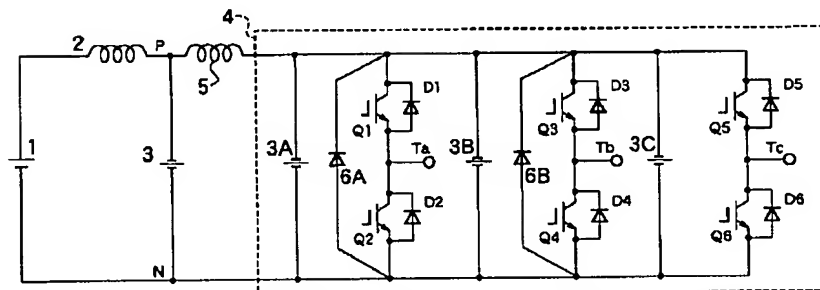 4
2 P
5
D1 D3 D5
Q1 Q3 Q5
1 3 3A Ta 3B Tb 3C Tc
6A 6B
D2 D4 D6
Q2 Q4 Q6
N